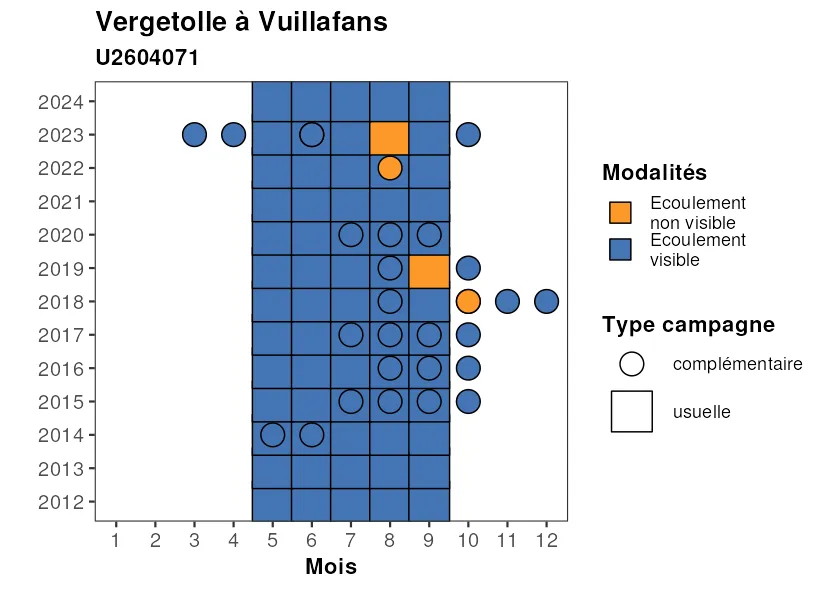 Vergetolle à Vuillafans
U2604071
2024
2023
2022
2021
2020
2019
2018
2017
2016
2015
2014
2013
2012
1 2 3 4 5 6 7 8 9 10 11 12
Mois
Modalités
Ecoulement
non visible
Ecoulement
visible
Type campagne
complémentaire
usuelle